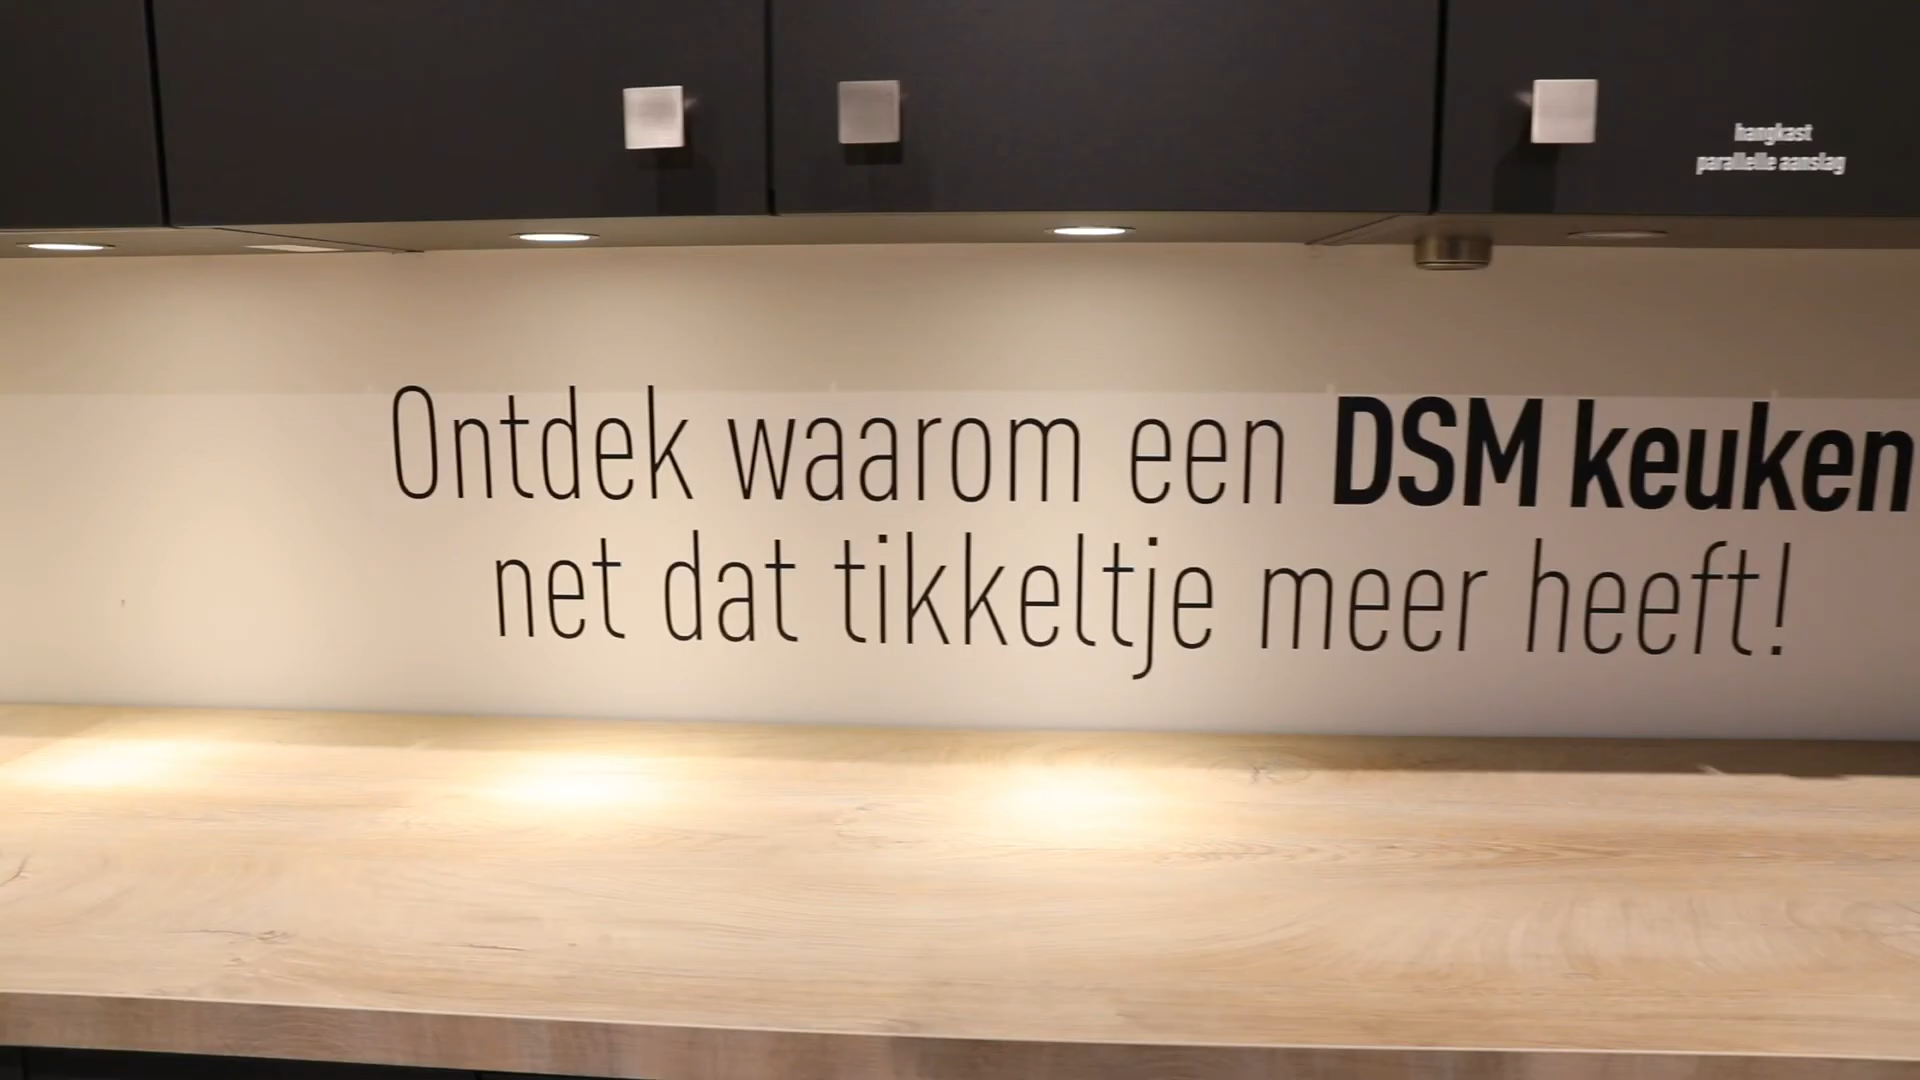 hangkast
parallelle aanslag
Ontdek waarom een DSM keuken
net dat tikkeltje meer heeft!